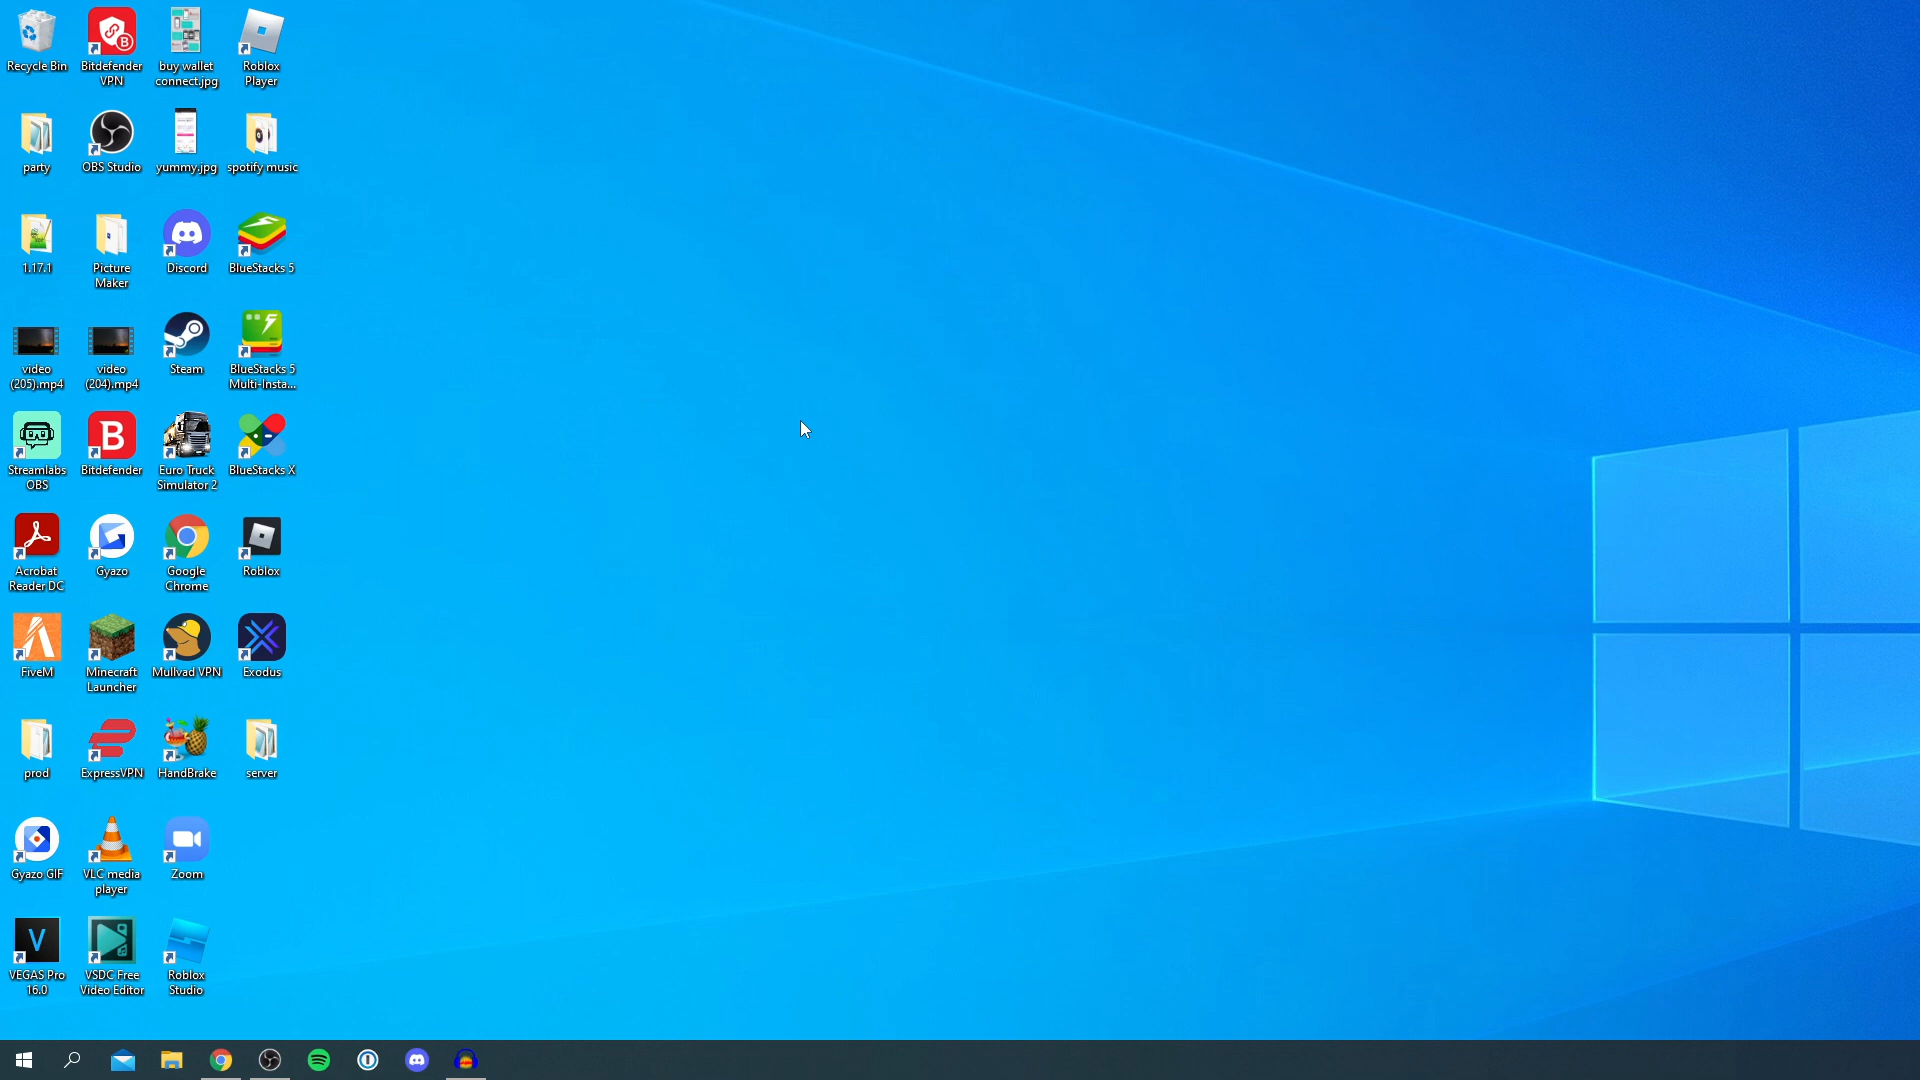 Recycle Bin
Bitdefender
VPN
buy wallet
connect.jpg
Roblox
Player
party
OBS Studio
yummy.jpg
spotify music
1.17.1
Picture
Maker
Discord
BlueStacks 5
video
(205).mp4
video
(204).mp4
Steam
BlueStacks 5
Multi-Insta...
Streamlabs
OBS
Bitdefender
Euro Truck
Simulator 2
BlueStacks X
Acrobat
Reader DC
Gyazo
Google
Chrome
Roblox
FiveM
Minecraft
Launcher
Mullvad VPN
Exodus
prod
ExpressVPN
HandBrake
server
Gyazo GIF
VLC media
player
Zoom
VEGAS Pro
16.0
VSDC Free
Video Editor
Roblox
Studio